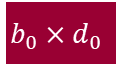 b₀ × d₀